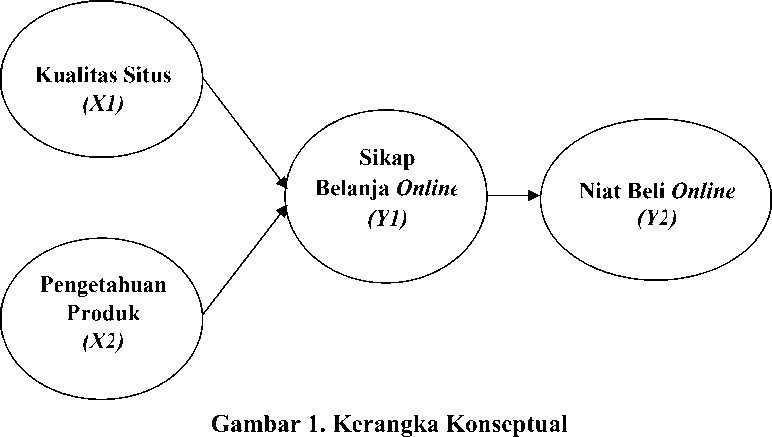 Kualitas Situs
(X1)
Sikap
Belanja Online
(Y1)
Niat Beli Online
(Y2)
Pengetahuan
Produk
(X2)
Gambar 1. Kerangka Konseptual